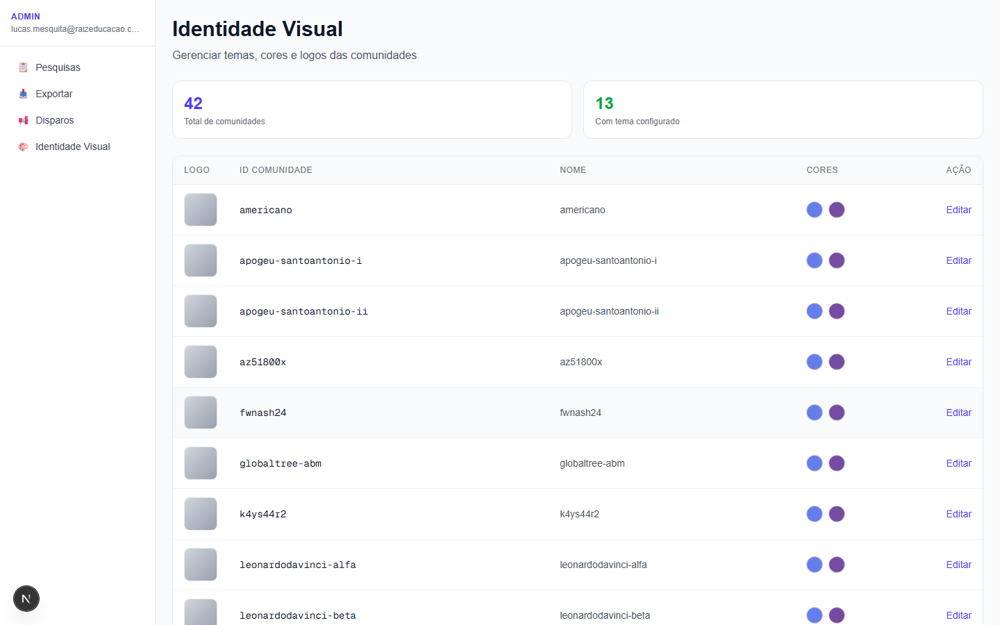 ADMIN
lucas.mesquita@raizeducacao.c...
Pesquisas
Exportar
Disparos
Identidade Visual
Identidade Visual
Gerenciar temas, cores e logos das comunidades
42
Total de comunidades
13
Com tema configurado
LOGO ID COMUNIDADE NOME CORES AÇÃO
americano americano Editar
apogeu-santoantonio-i apogeu-santoantonio-i Editar
apogeu-santoantonio-ii apogeu-santoantonio-ii Editar
az51800x az51800x Editar
fwnash24 fwnash24 Editar
globaltree-abm globaltree-abm Editar
k4ys44r2 k4ys44r2 Editar
leonardodavinci-alfa leonardodavinci-alfa Editar
leonardodavinci-beta leonardodavinci-beta Editar
N